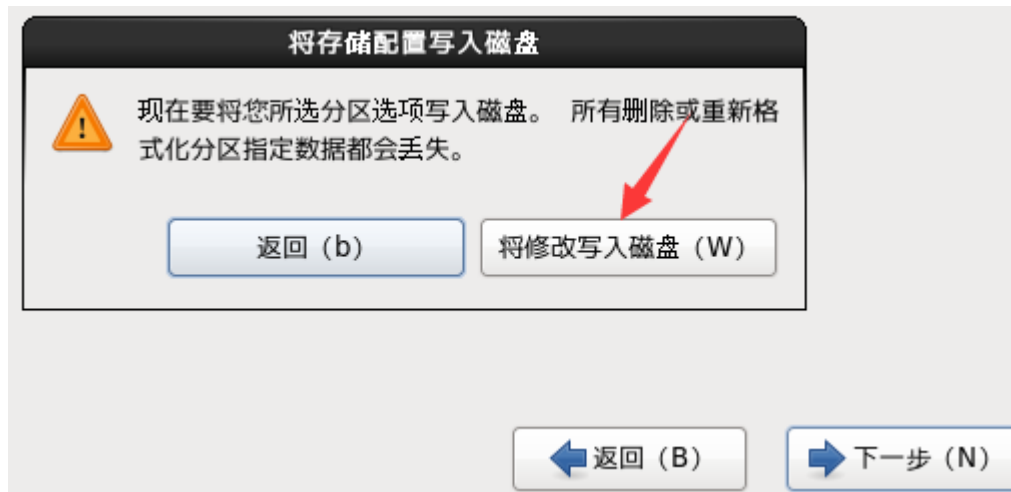 将存储配置写入磁盘
现在要将您所选分区选项写入磁盘。 所有删除或重新格
式化分区指定数据都会丢失。
返回（b） 将修改写入磁盘（W）
返回（B） 下一步（N）